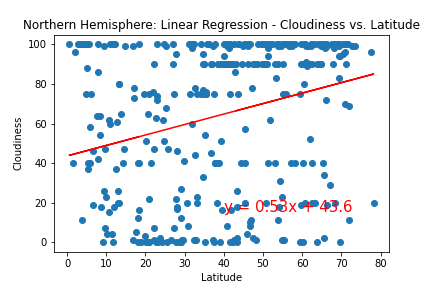 Northern Hemisphere: Linear Regression - Cloudiness vs. Latitude
100
80
60
40
20
0
Cloudiness
y = 0.53x + 43.6
0 10 20 30 40 50 60 70 80
Latitude